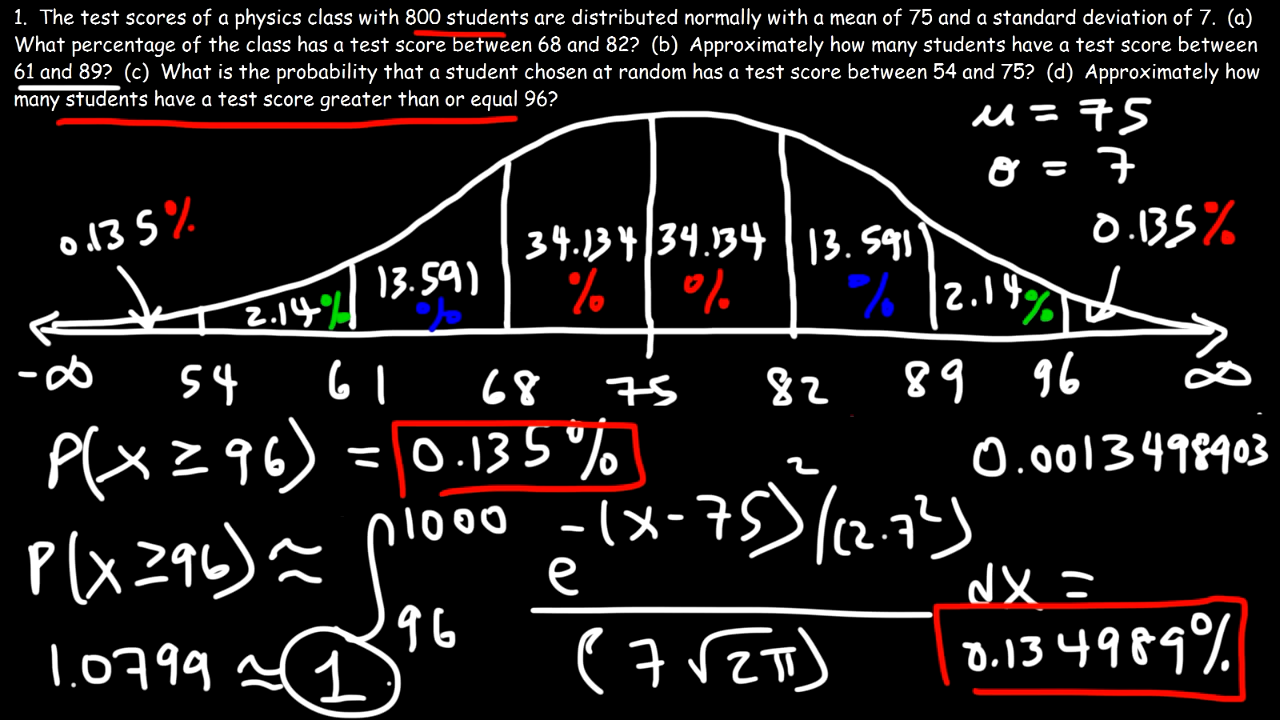 1. The test scores of a physics class with 800 students are distributed normally with a mean of 75 and a standard deviation of 7. (a)
What percentage of the class has a test score between 68 and 82? (b) Approximately how many students have a test score between
61 and 89? (c) What is the probability that a student chosen at random has a test score between 54 and 75? (d) Approximately how
many students have a test score greater than or equal 96?
μ = 75
σ = 7
0.135%
2.14%
13.591%
34.134%
34.134%
13.591%
2.14%
0.135%
-∞ 54 61 68 75 82 89 96 ∞
P(x ≥ 96) = 0.135%
0.0013498903
P(x ≥ 96) ≈ ∫_96^1000 e^(-(x-75)²/(2·7²)) / (7√2π) dx =
1.0799 ≈ 1
0.134989%